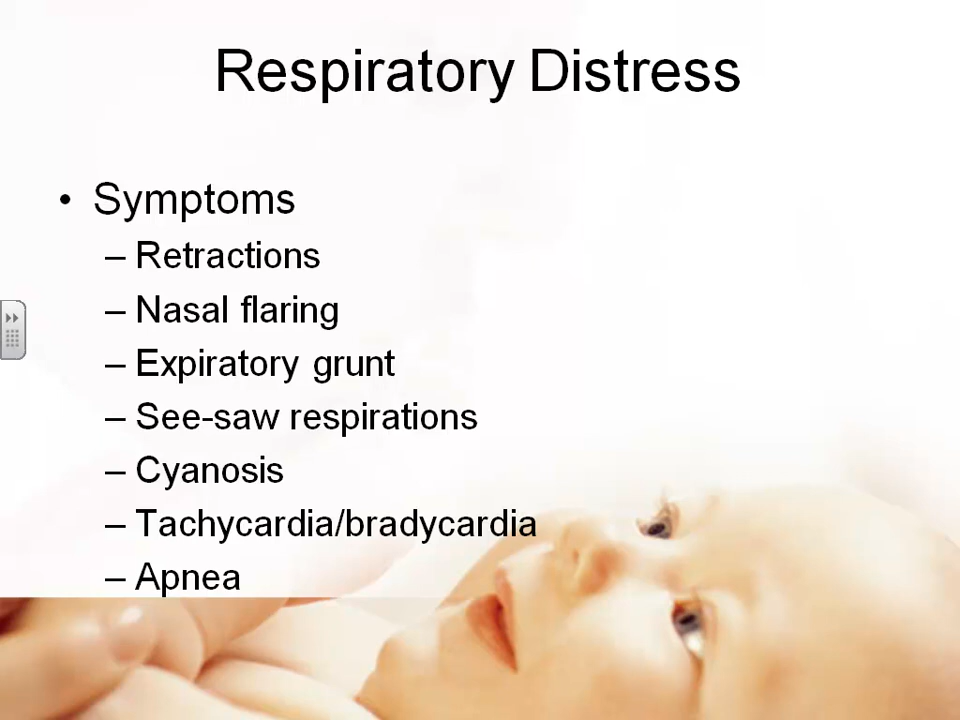 Respiratory Distress
• Symptoms
– Retractions
– Nasal flaring
– Expiratory grunt
– See-saw respirations
– Cyanosis
– Tachycardia/bradycardia
– Apnea